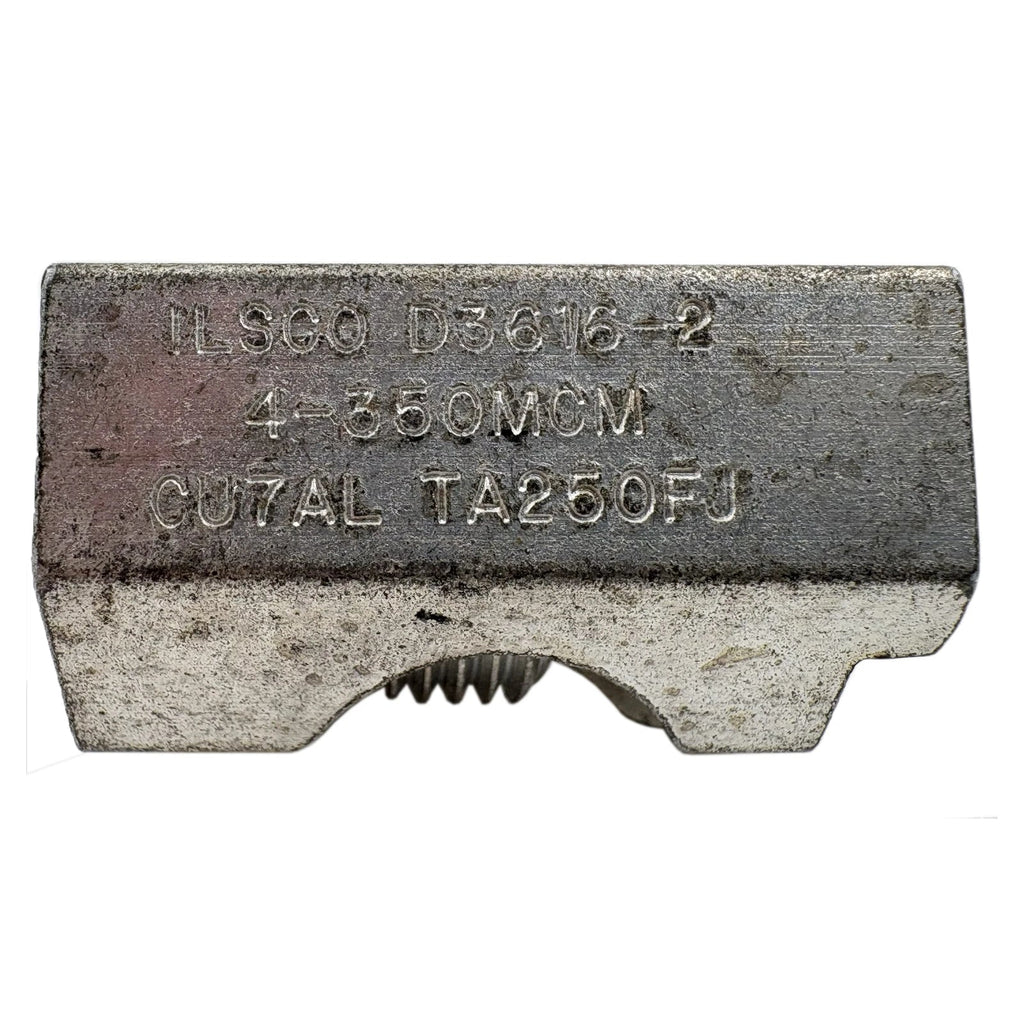 ILSCO D3616-2
4-350MCM
CU7AL TA250FJ